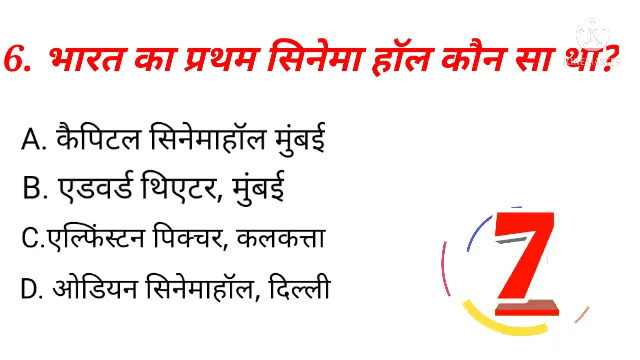 6. भारत का प्रथम सिनेमा हॉल कौन सा था?
A. कैपिटल सिनेमाहॉल मुंबई
B. एडवर्ड थिएटर, मुंबई
C.एल्फिंस्टन पिक्चर, कलकत्ता
D. ओडियन सिनेमाहॉल, दिल्ली
7